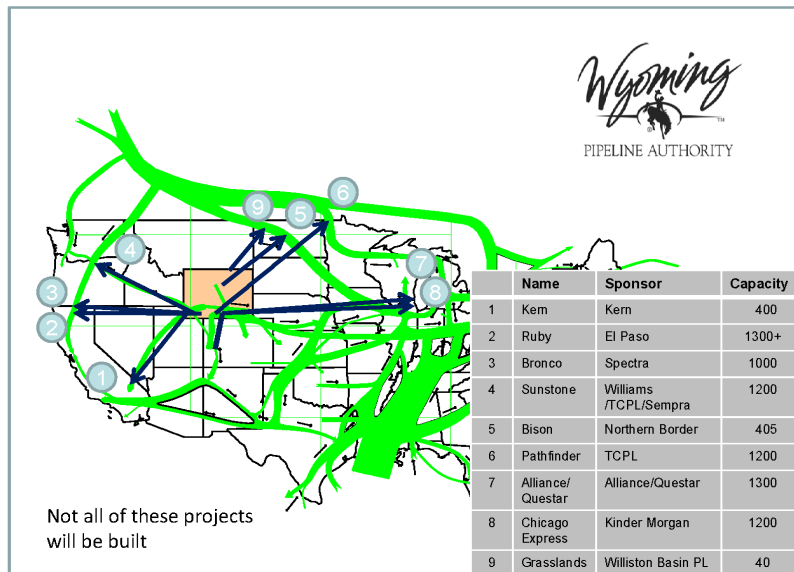 Wyoming
TM
PIPELINE AUTHORITY
6
9
5
4
7
3
8
2
1
Name Sponsor Capacity
1 Kern Kern 400
2 Ruby El Paso 1300+
3 Bronco Spectra 1000
4 Sunstone Williams 1200
/TCPL/Sempra
5 Bison Northern Border 405
6 Pathfinder TCPL 1200
7 Alliance/ Alliance/Questar 1300
Questar
8 Chicago Kinder Morgan 1200
Express
9 Grasslands Williston Basin PL 40
Not all of these projects
will be built